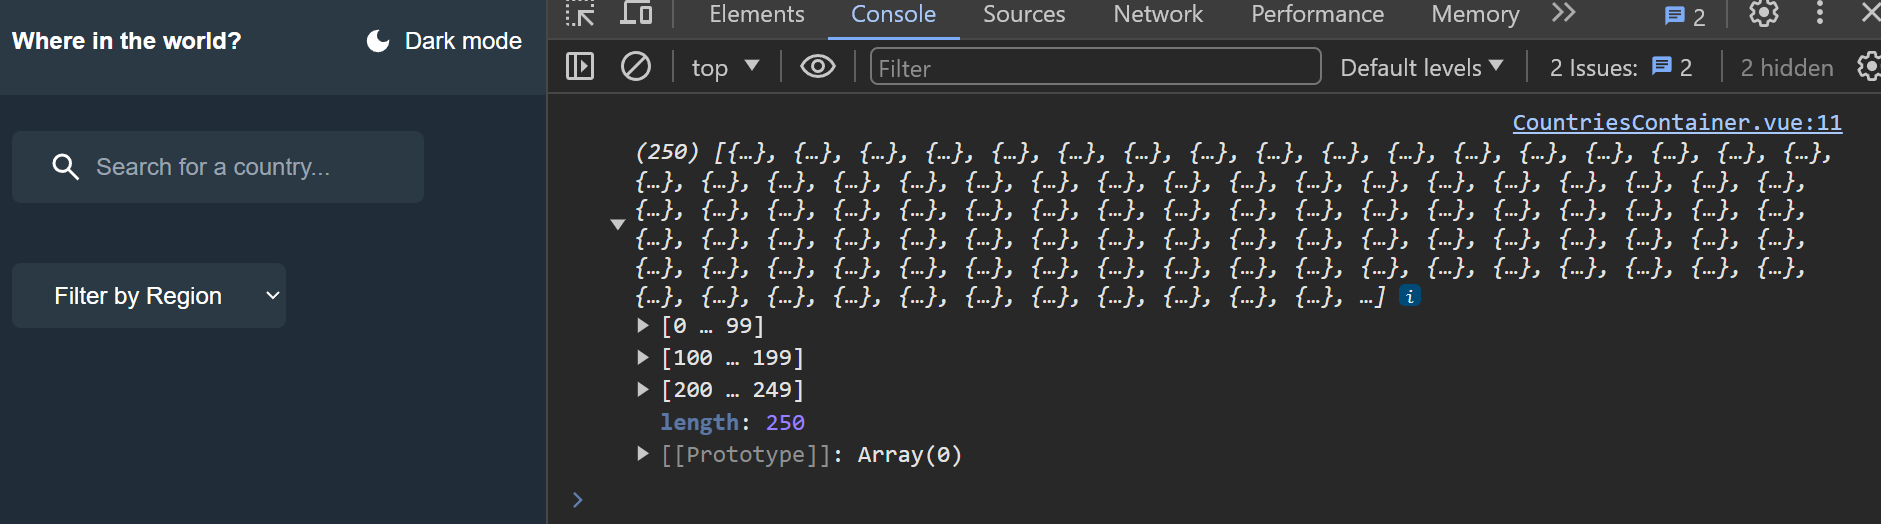 Where in the world?
Dark mode
Search for a country...
Filter by Region
Elements Console Sources Network Performance Memory 2
top Filter Default levels 2 Issues: 2 2 hidden
CountriesContainer.vue:11
(250) [{…}, {…}, {…}, {…}, {…}, {…}, {…}, {…}, {…}, {…}, {…}, {…}, {…}, {…}, {…}, {…}, {…},
{…}, {…}, {…}, {…}, {…}, {…}, {…}, {…}, {…}, {…}, {…}, {…}, {…}, {…}, {…}, {…}, {…}, {…},
{…}, {…}, {…}, {…}, {…}, {…}, {…}, {…}, {…}, {…}, {…}, {…}, {…}, {…}, {…}, {…}, {…}, {…},
{…}, {…}, {…}, {…}, {…}, {…}, {…}, {…}, {…}, {…}, {…}, {…}, {…}, {…}, {…}, {…}, {…}, {…},
{…}, {…}, {…}, {…}, {…}, {…}, {…}, {…}, {…}, {…}, {…}, {…}, {…}, {…}, {…}, {…}, {…}, {…},
{…}, {…}, {…}, {…}, {…}, {…}, {…}, {…}, {…}, {…}, {…}, …] i
[0 … 99]
[100 … 199]
[200 … 249]
length: 250
[[Prototype]]: Array(0)